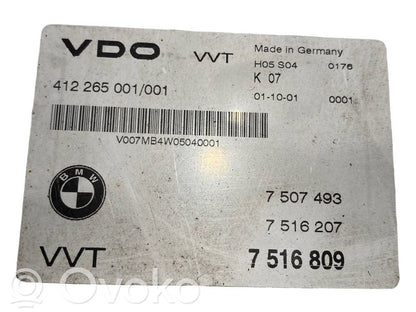 VDO VVT Made in Germany
H05 S04 0176
412 265 001/001 K 07
01-10-01 0001
V007MB4W05040001
BMW
7 507 493
7 516 207
VVT 7 516 809
OVOKO